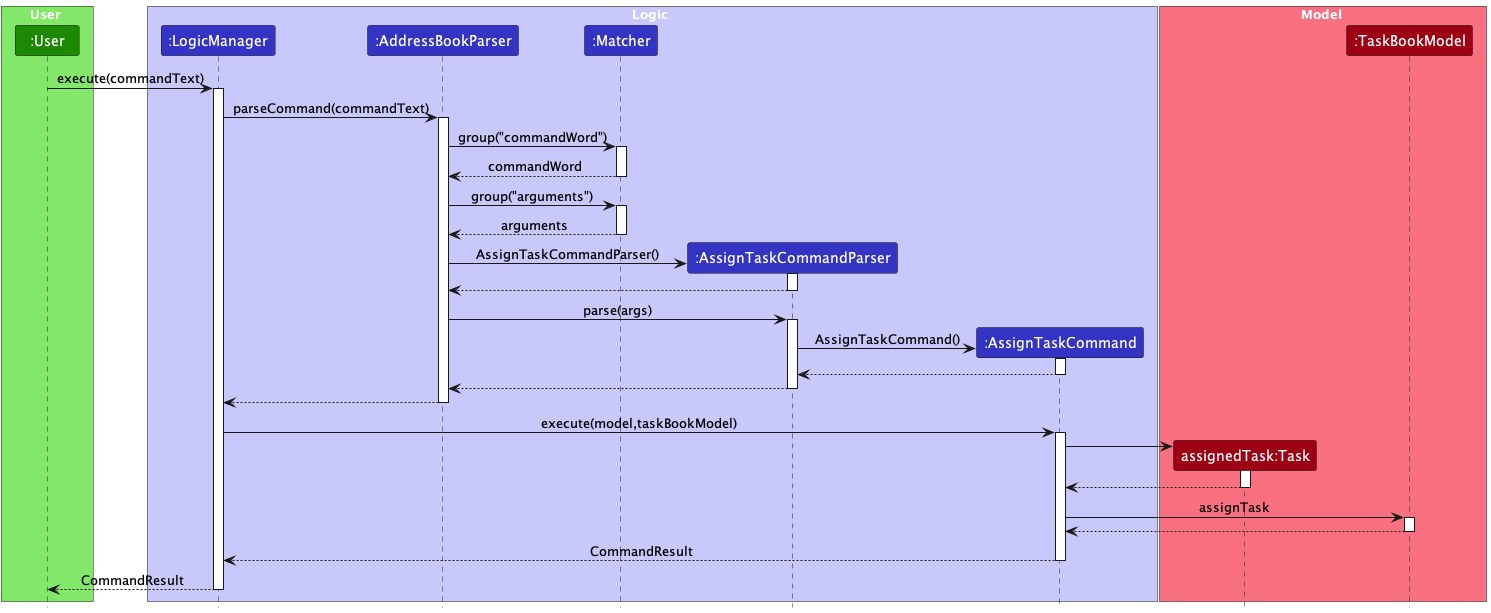 User
Logic
Model
:User
:LogicManager
:AddressBookParser
:Matcher
:TaskBookModel
execute(commandText)
parseCommand(commandText)
group("commandWord")
commandWord
group("arguments")
arguments
AssignTaskCommandParser()
:AssignTaskCommandParser
parse(args)
AssignTaskCommand()
:AssignTaskCommand
execute(model,taskBookModel)
assignedTask:Task
assignTask
CommandResult
CommandResult